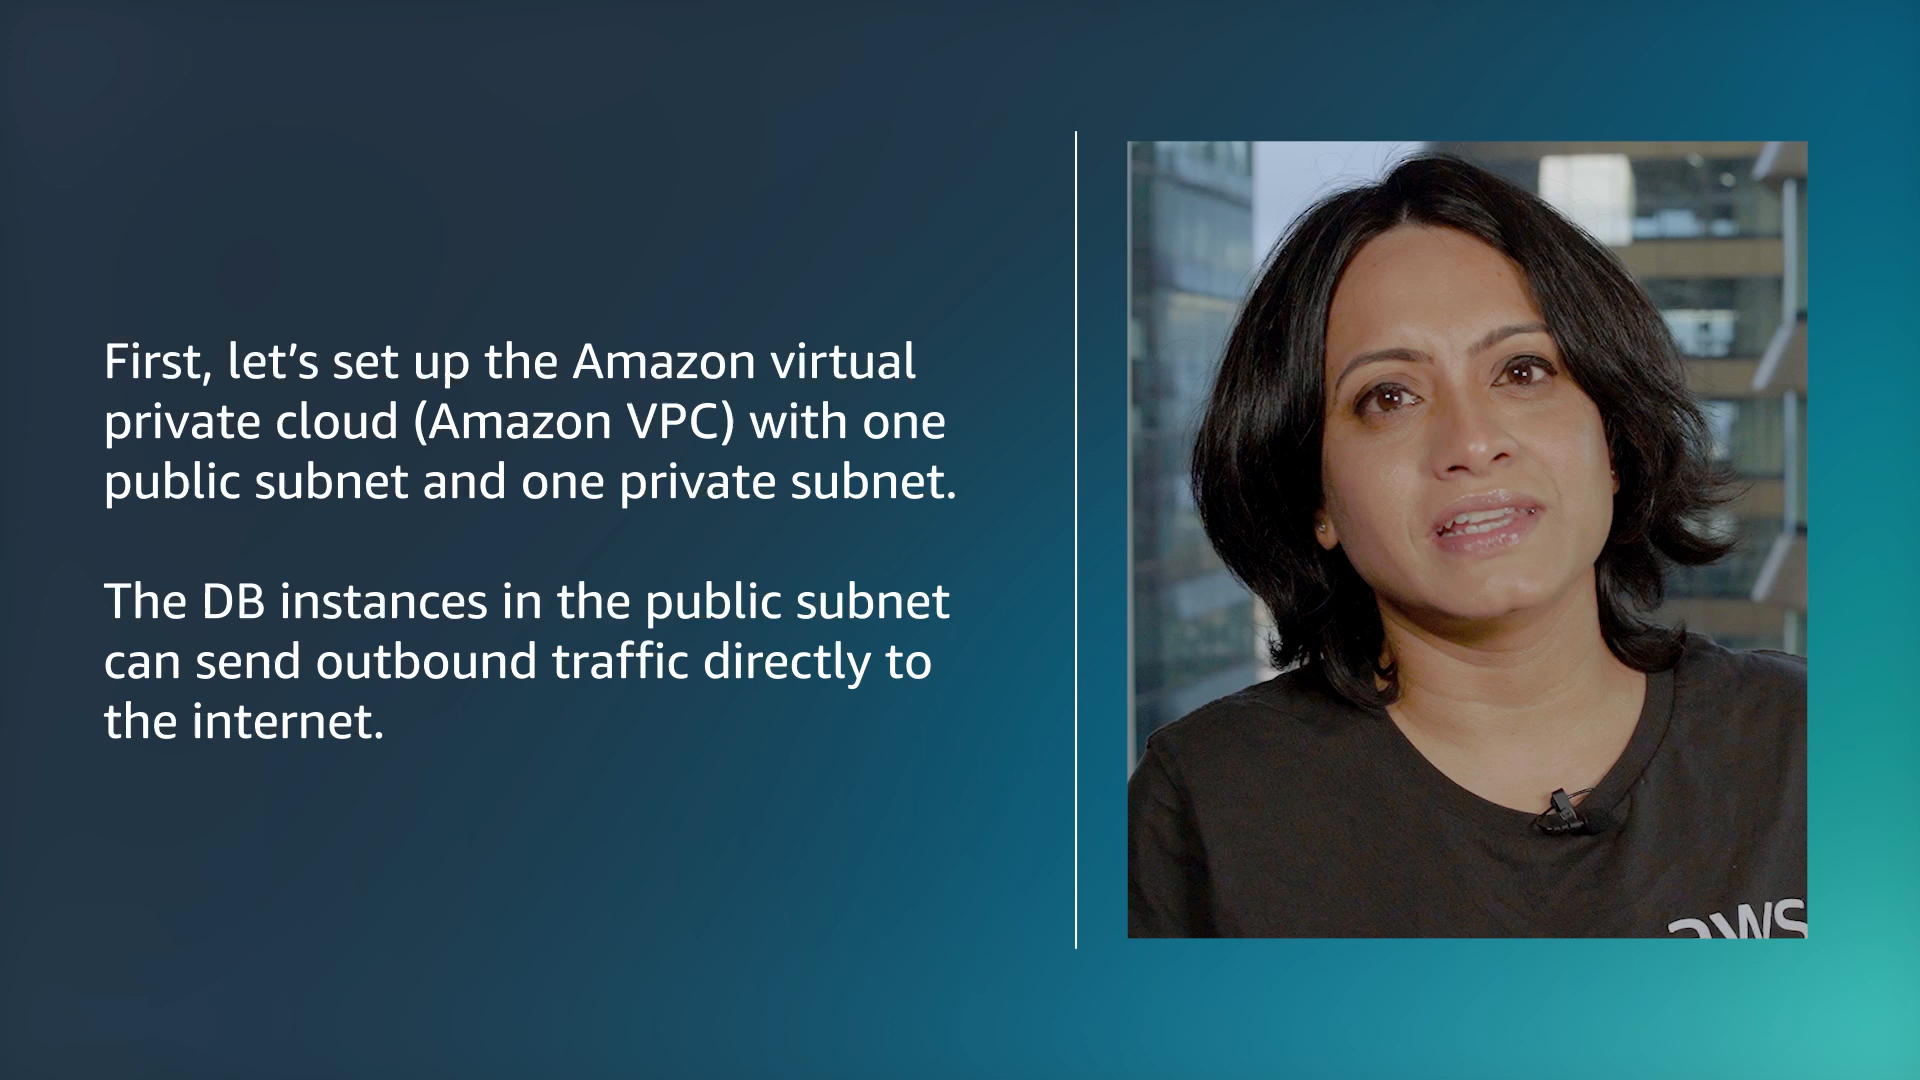 First, let’s set up the Amazon virtual
private cloud (Amazon VPC) with one
public subnet and one private subnet.
The DB instances in the public subnet
can send outbound traffic directly to
the internet.
aws